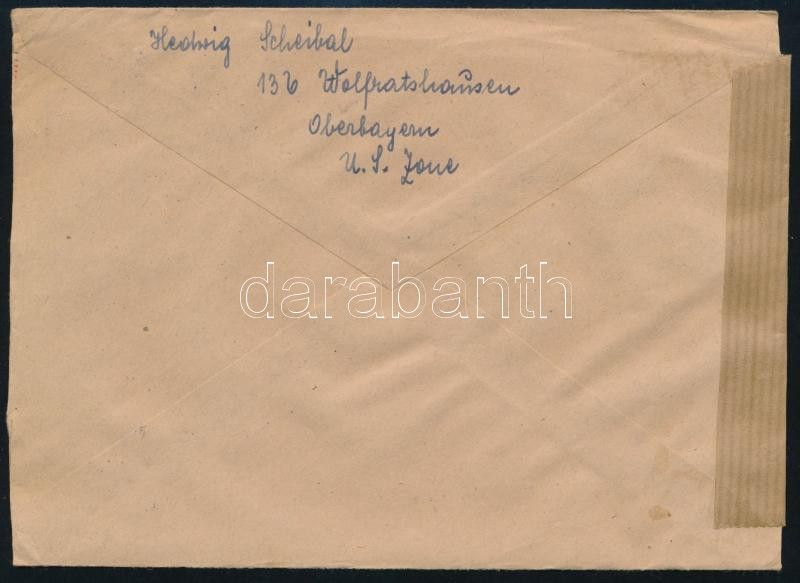 Hedwig Scheibal
13b Wolfratshausen
Oberbayern
U. S. Zone
darabanth